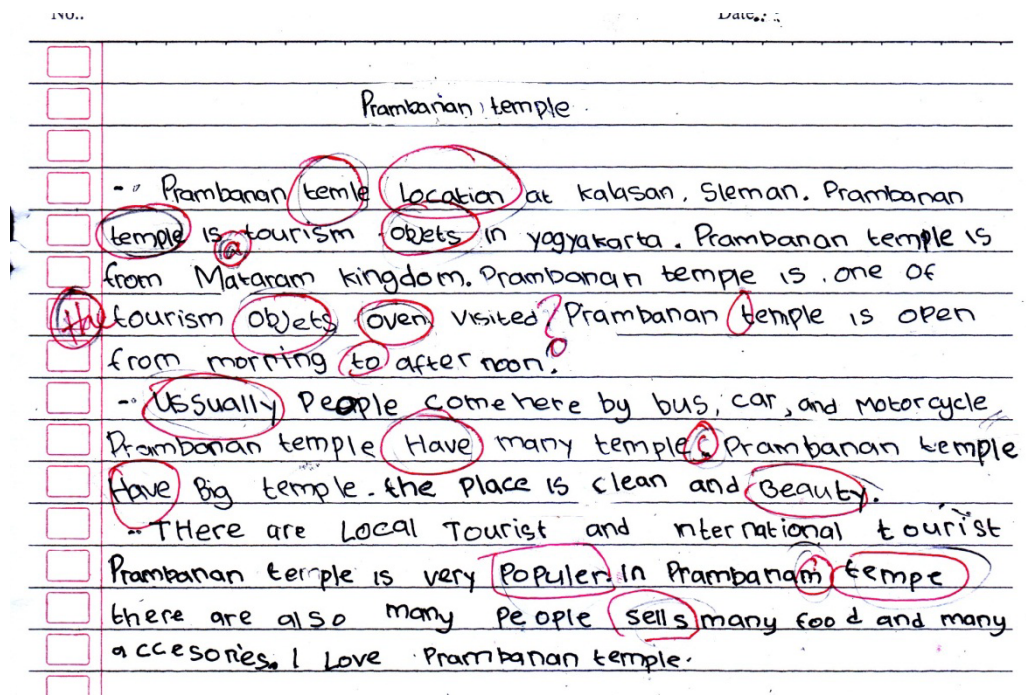 No.: Date.:
Prambanan temple.
- Prambanan temle Location at kalasan, Sleman. Prambanan
temple is a tourism objets in yogyakarta. Prambanan temple is
from Mataram kingdom. Prambanan temple is one of
the tourism objets oven visited? Prambanan temple is open
from morning to after noon.
- Ussually People come here by bus, car, and Motorcycle
Prambanan temple Have many temple. Prambanan temple
Have Big temple. the Place is clean and Beauty.
- THere are Local Tourist and nternational tourist
Prambanan temple is very Populer. In Prambanam tempe
there are also many People sells many food and many
accesories. I Love Prambanan temple.